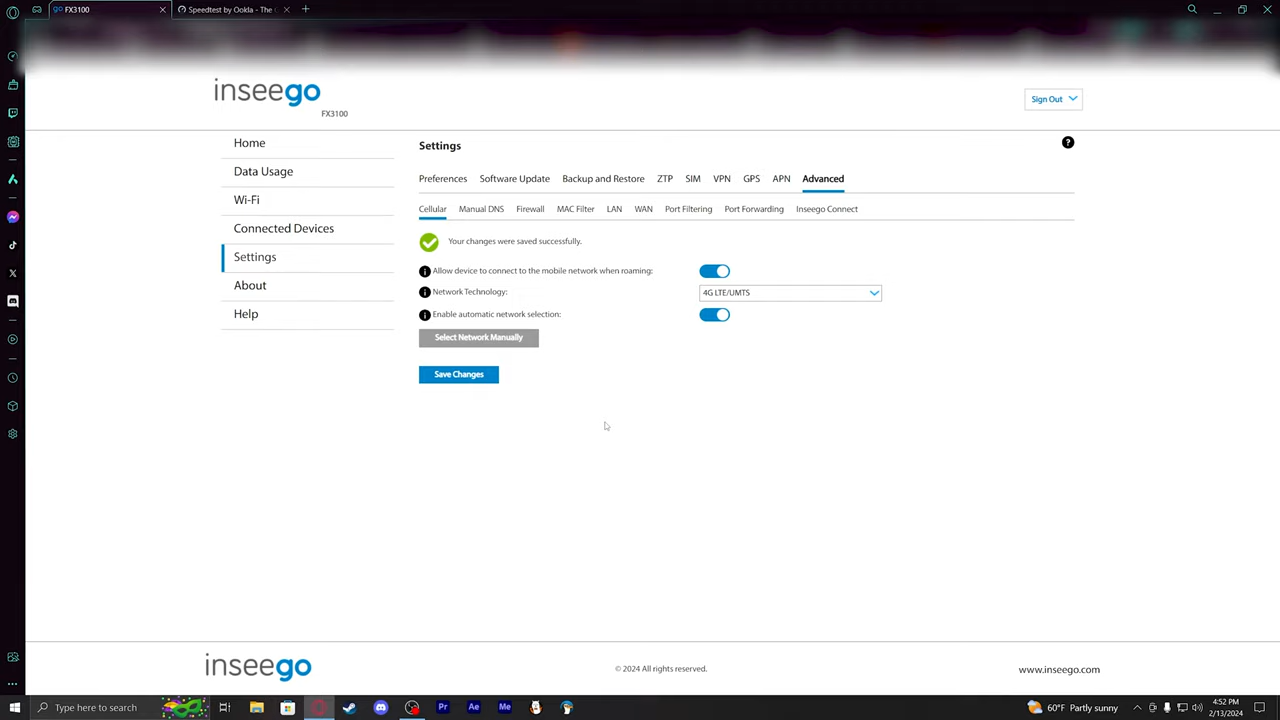 FX3100
Speedtest by Ookla - The
inseego
FX3100
Sign Out
Home
Data Usage
Wi-Fi
Connected Devices
Settings
About
Help
Settings
Preferences Software Update Backup and Restore ZTP SIM VPN GPS APN Advanced
Cellular Manual DNS Firewall MAC Filter LAN WAN Port Filtering Port Forwarding Inseego Connect
Your changes were saved successfully.
Allow device to connect to the mobile network when roaming:
Network Technology: 4G LTE/UMTS
Enable automatic network selection:
Select Network Manually
Save Changes
inseego
© 2024 All rights reserved.
www.inseego.com
Type here to search
Pr Ae Me
60°F Partly sunny
4:52 PM
2/13/2024